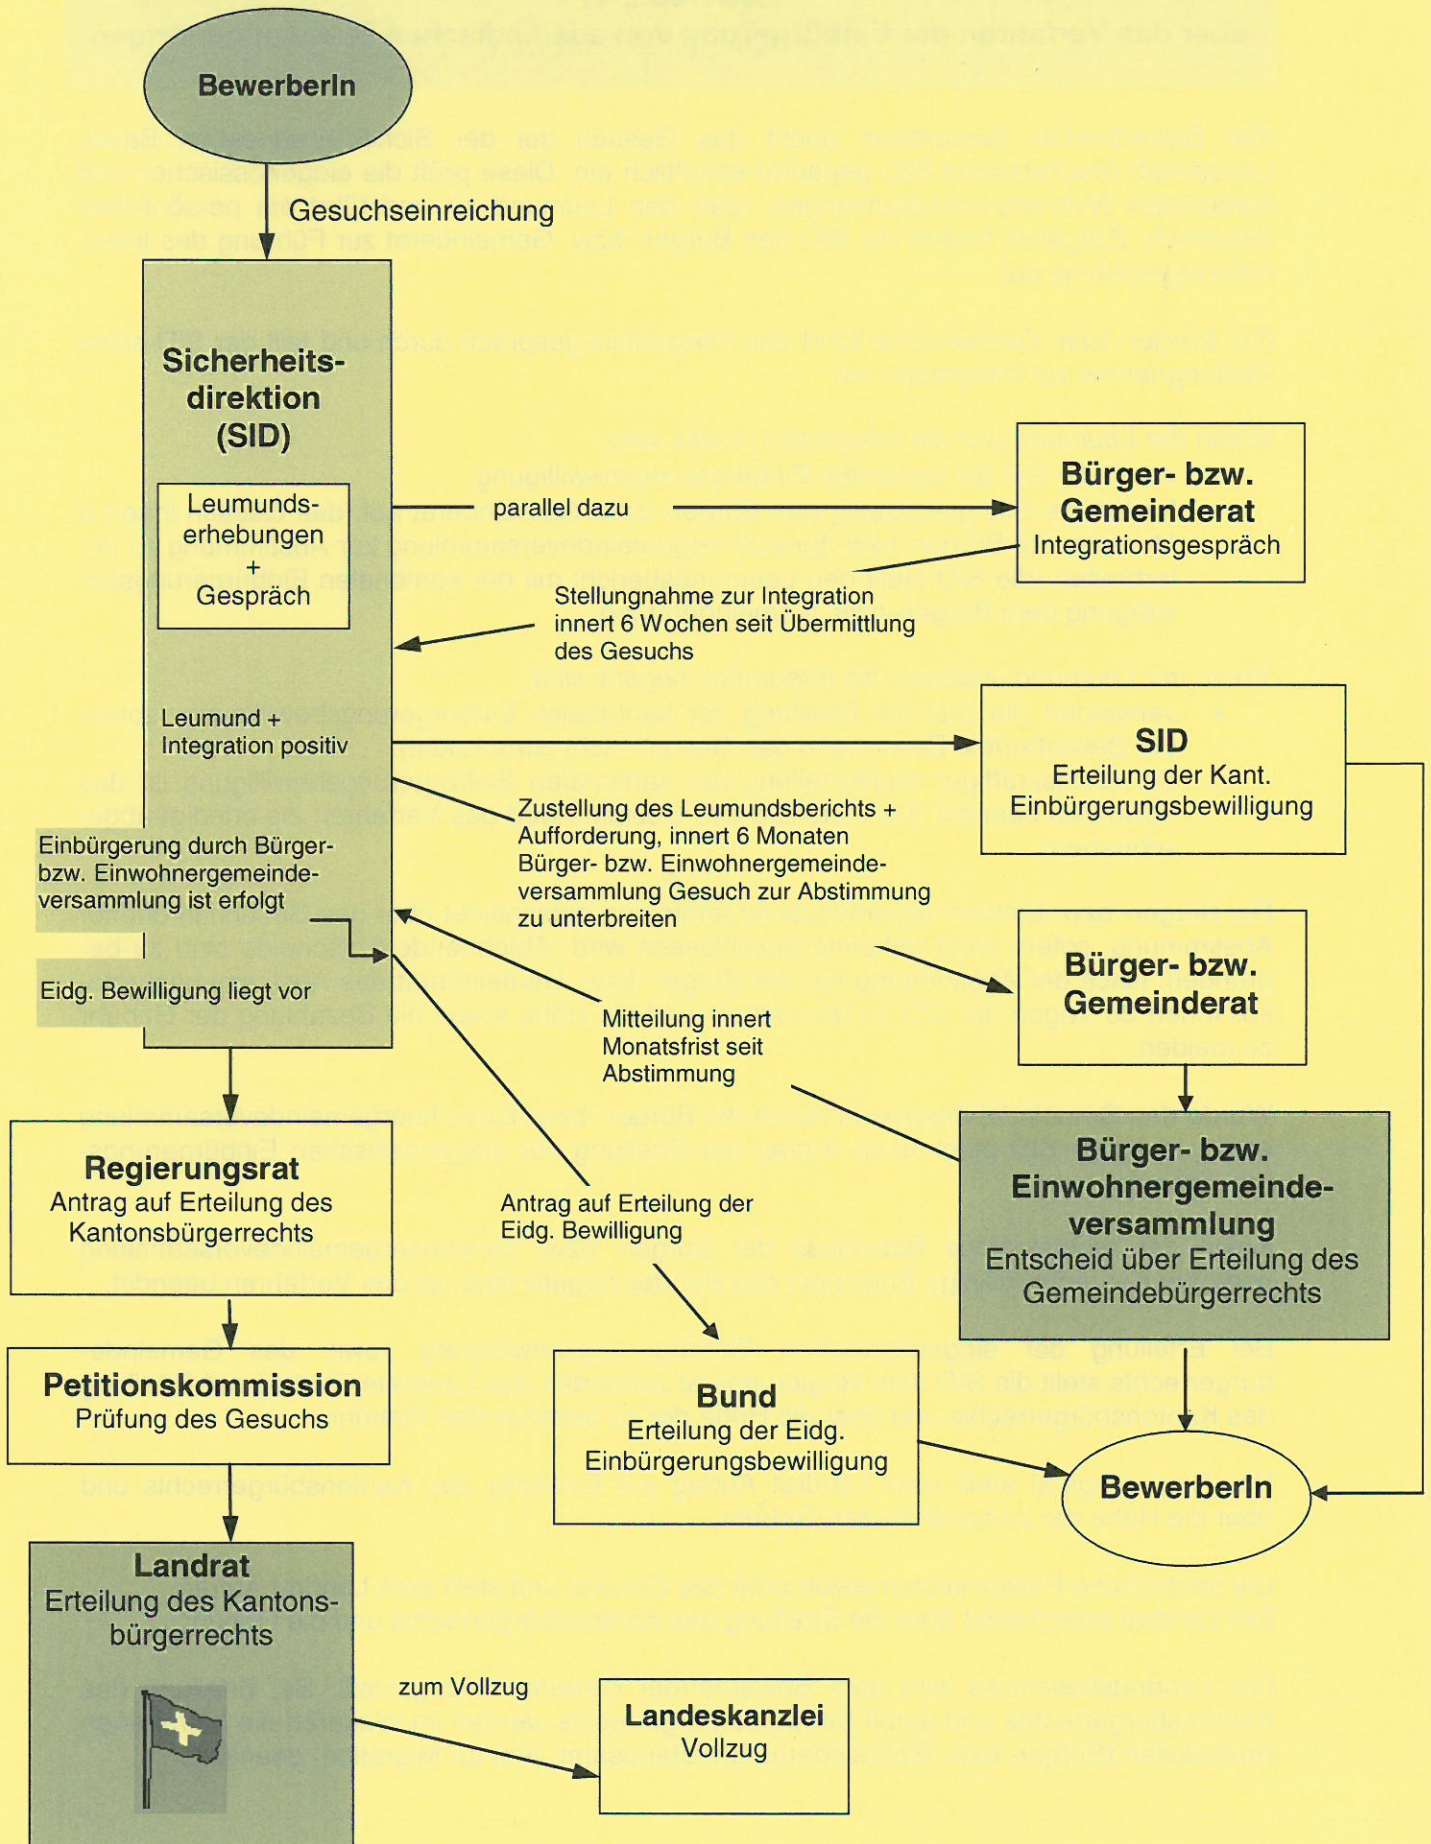 BewerberIn
Gesuchseinreichung
Sicherheits-
direktion
(SID)
Leumunds-
erhebungen
+
Gespräch
parallel dazu
Bürger- bzw.
Gemeinderat
Integrationsgespräch
Stellungnahme zur Integration
innert 6 Wochen seit Übermittlung
des Gesuchs
Leumund +
Integration positiv
SID
Erteilung der Kant.
Einbürgerungsbewilligung
Zustellung des Leumundsberichts +
Aufforderung, innert 6 Monaten
Bürger- bzw. Einwohnergemeinde-
versammlung Gesuch zur Abstimmung
zu unterbreiten
Einbürgerung durch Bürger-
bzw. Einwohnergemeinde-
versammlung ist erfolgt
Eidg. Bewilligung liegt vor
Bürger- bzw.
Gemeinderat
Mitteilung innert
Monatsfrist seit
Abstimmung
Bürger- bzw.
Einwohnergemeinde-
versammlung
Entscheid über Erteilung des
Gemeindebürgerrechts
Regierungsrat
Antrag auf Erteilung des
Kantonsbürgerrechts
Antrag auf Erteilung der
Eidg. Bewilligung
Petitionskommission
Prüfung des Gesuchs
Bund
Erteilung der Eidg.
Einbürgerungsbewilligung
BewerberIn
Landrat
Erteilung des Kantons-
bürgerrechts
zum Vollzug
Landeskanzlei
Vollzug